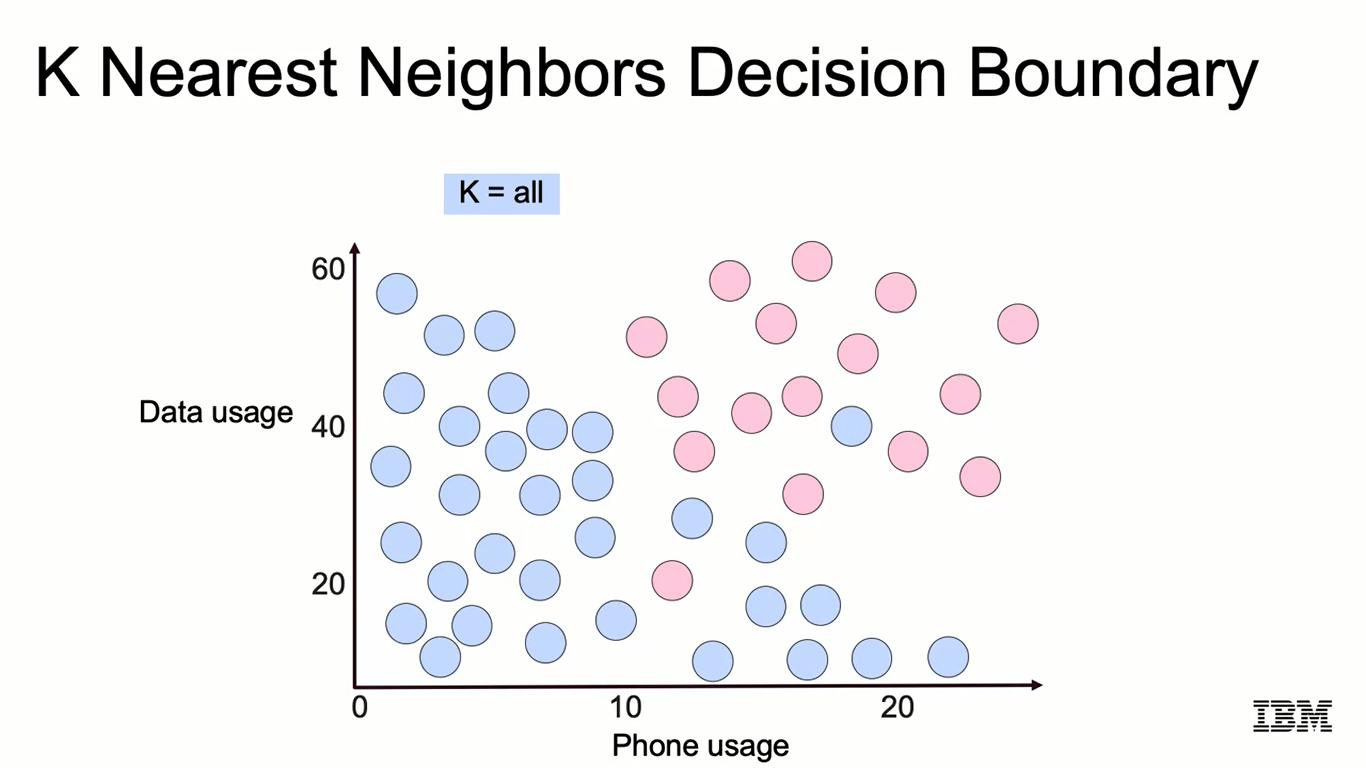 K Nearest Neighbors Decision Boundary
K = all
60
Data usage
40
20
0
10
20
Phone usage
IBM